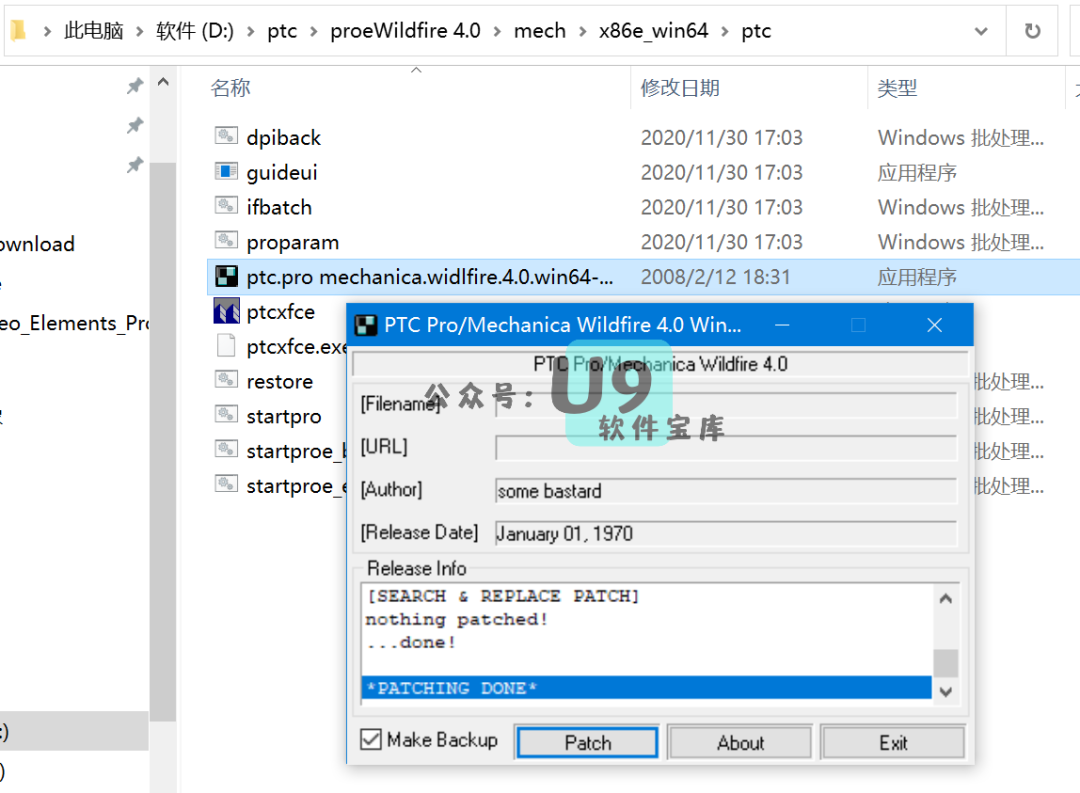 此电脑 > 软件 (D:) > ptc > proeWildfire 4.0 > mech > x86e_win64 > ptc
名称 修改日期 类型
dpiback 2020/11/30 17:03 Windows 批处理...
guideui 2020/11/30 17:03 应用程序
ownload
ifbatch 2020/11/30 17:03 Windows 批处理...
proparam 2020/11/30 17:03 Windows 批处理...
ptc.pro mechanica.widlfire.4.0.win64-... 2008/2/12 18:31 应用程序
eo_Elements_Pro
ptcxfce
ptcxfce.exe
restore 批处理...
startpro 批处理...
startproe_ 批处理...
startproe_ 批处理...
:)
)
PTC Pro/Mechanica Wildfire 4.0 Win...
PTC Pro/Mechanica Wildfire 4.0
[Filename]
[URL]
[Author] some bastard
[Release Date] January 01, 1970
Release Info
[SEARCH & REPLACE PATCH]
nothing patched!
...done!
*PATCHING DONE*
Make Backup Patch About Exit
公众号: U9
软件宝库